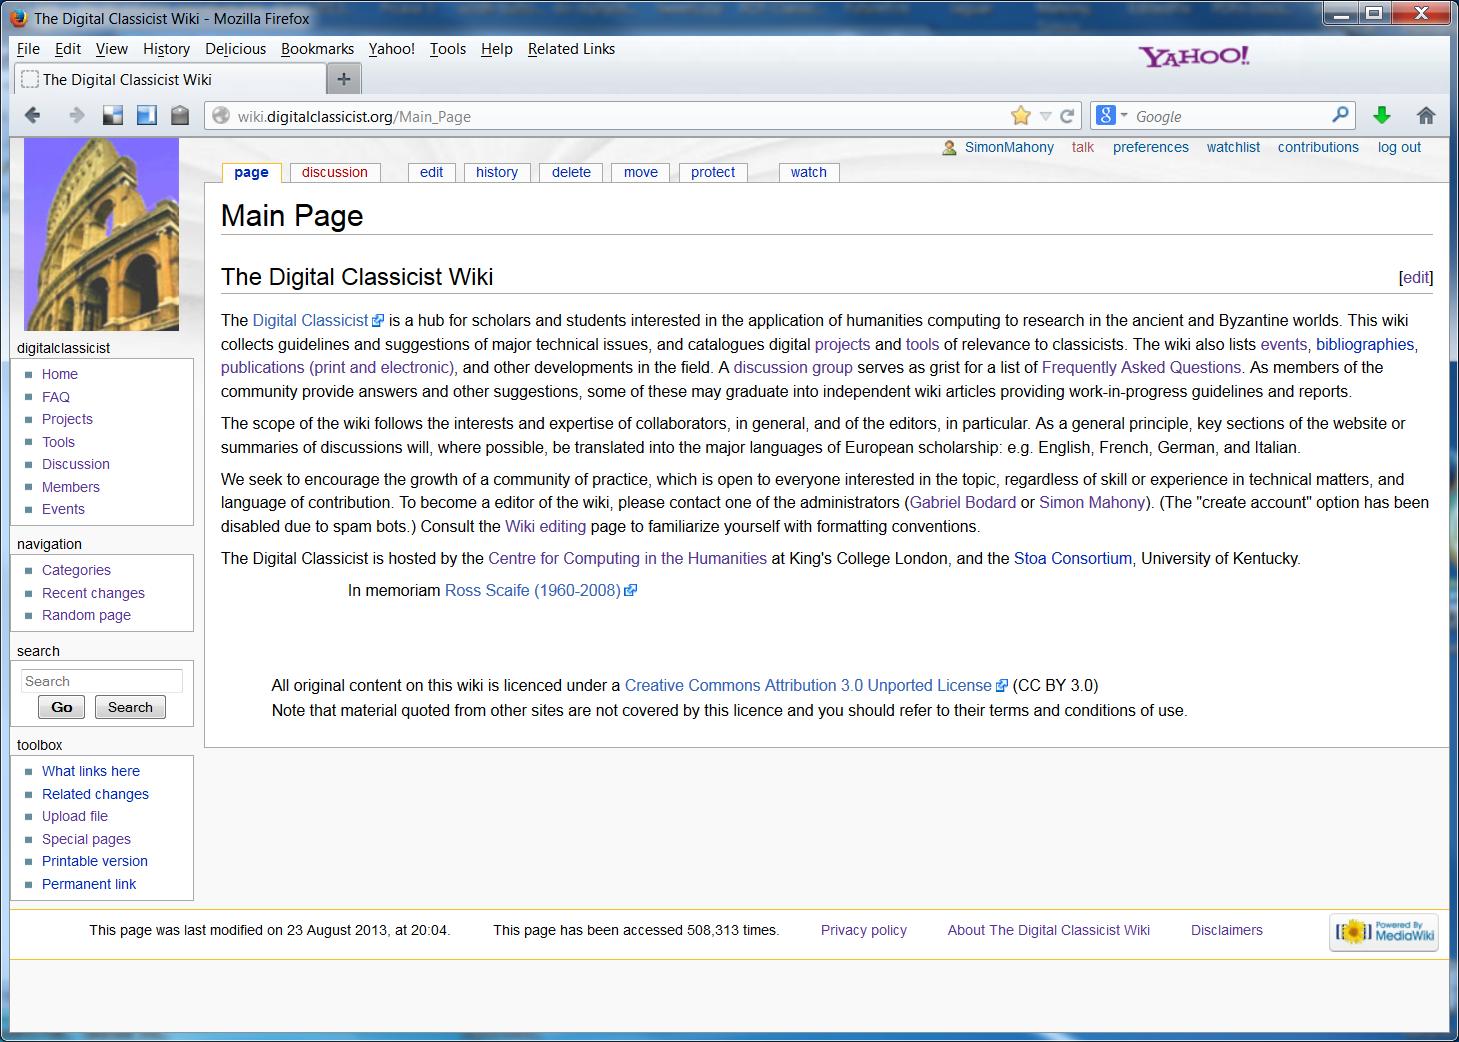 The Digital Classicist Wiki - Mozilla Firefox
File Edit View History Delicious Bookmarks Yahoo! Tools Help Related Links
YAHOO!
The Digital Classicist Wiki
wiki.digitalclassicist.org/Main_Page
Google
SimonMahony talk preferences watchlist contributions log out
page discussion edit history delete move protect watch
Main Page
The Digital Classicist Wiki [edit]
The Digital Classicist is a hub for scholars and students interested in the application of humanities computing to research in the ancient and Byzantine worlds. This wiki
collects guidelines and suggestions of major technical issues, and catalogues digital projects and tools of relevance to classicists. The wiki also lists events, bibliographies,
publications (print and electronic), and other developments in the field. A discussion group serves as grist for a list of Frequently Asked Questions. As members of the
community provide answers and other suggestions, some of these may graduate into independent wiki articles providing work-in-progress guidelines and reports.
The scope of the wiki follows the interests and expertise of collaborators, in general, and of the editors, in particular. As a general principle, key sections of the website or
summaries of discussions will, where possible, be translated into the major languages of European scholarship: e.g. English, French, German, and Italian.
We seek to encourage the growth of a community of practice, which is open to everyone interested in the topic, regardless of skill or experience in technical matters, and
language of contribution. To become a editor of the wiki, please contact one of the administrators (Gabriel Bodard or Simon Mahony). (The "create account" option has been
disabled due to spam bots.) Consult the Wiki editing page to familiarize yourself with formatting conventions.
The Digital Classicist is hosted by the Centre for Computing in the Humanities at King's College London, and the Stoa Consortium, University of Kentucky.
In memoriam Ross Scaife (1960-2008)
All original content on this wiki is licenced under a Creative Commons Attribution 3.0 Unported License (CC BY 3.0)
Note that material quoted from other sites are not covered by this licence and you should refer to their terms and conditions of use.
digitalclassicist
Home
FAQ
Projects
Tools
Discussion
Members
Events
navigation
Categories
Recent changes
Random page
search
Search
Go Search
toolbox
What links here
Related changes
Upload file
Special pages
Printable version
Permanent link
This page was last modified on 23 August 2013, at 20:04. This page has been accessed 508,313 times. Privacy policy About The Digital Classicist Wiki Disclaimers
Powered By
MediaWiki